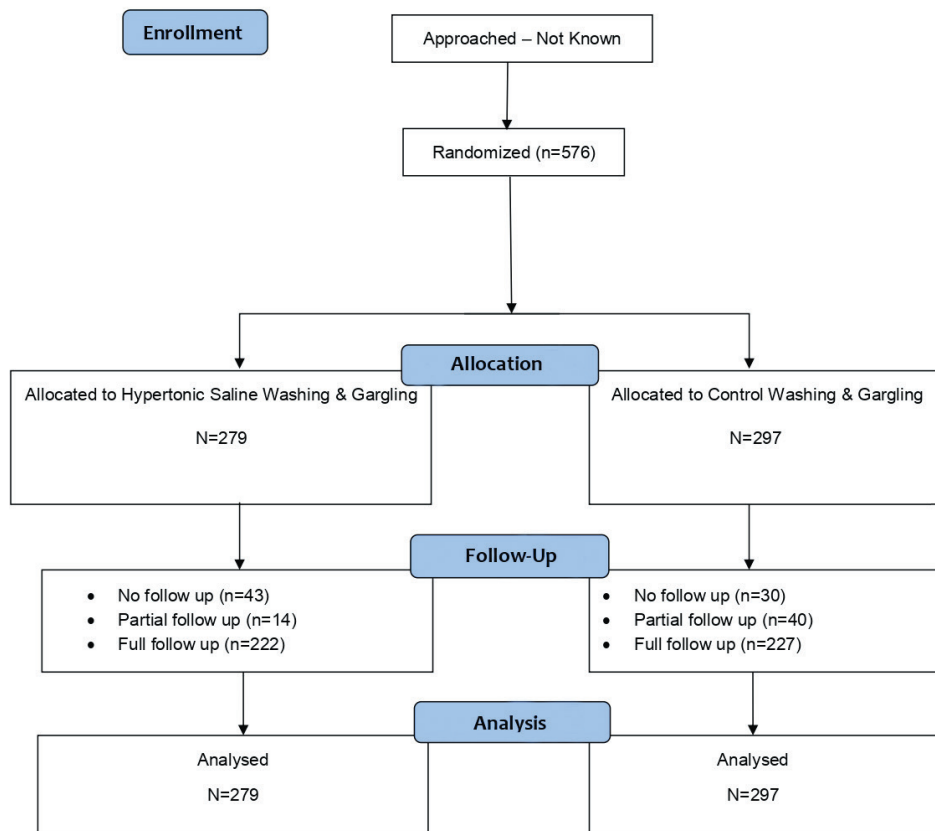 Enrollment
Approached – Not Known
Randomized (n=576)
Allocation
Allocated to Hypertonic Saline Washing & Gargling
N=279
Allocated to Control Washing & Gargling
N=297
Follow-Up
• No follow up (n=43)
• Partial follow up (n=14)
• Full follow up (n=222)
• No follow up (n=30)
• Partial follow up (n=40)
• Full follow up (n=227)
Analysis
Analysed
N=279
Analysed
N=297